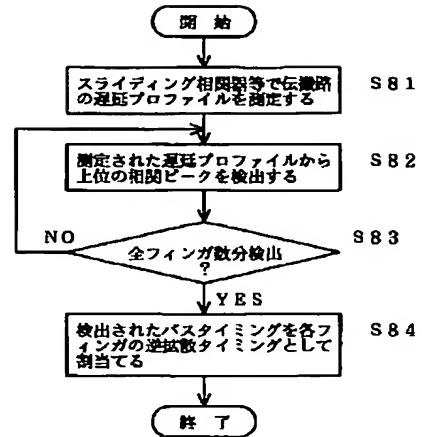 開 始
スライディング相関器等で伝搬路
の遅延プロファイルを測定する
S81
測定された遅延プロファイルから
上位の相関ピークを検出する
S82
NO
全フィンガ数分検出
?
S83
YES
検出されたパスタイミングを各フ
ィンガの逆拡散タイミングとして
割当てる
S84
終 了